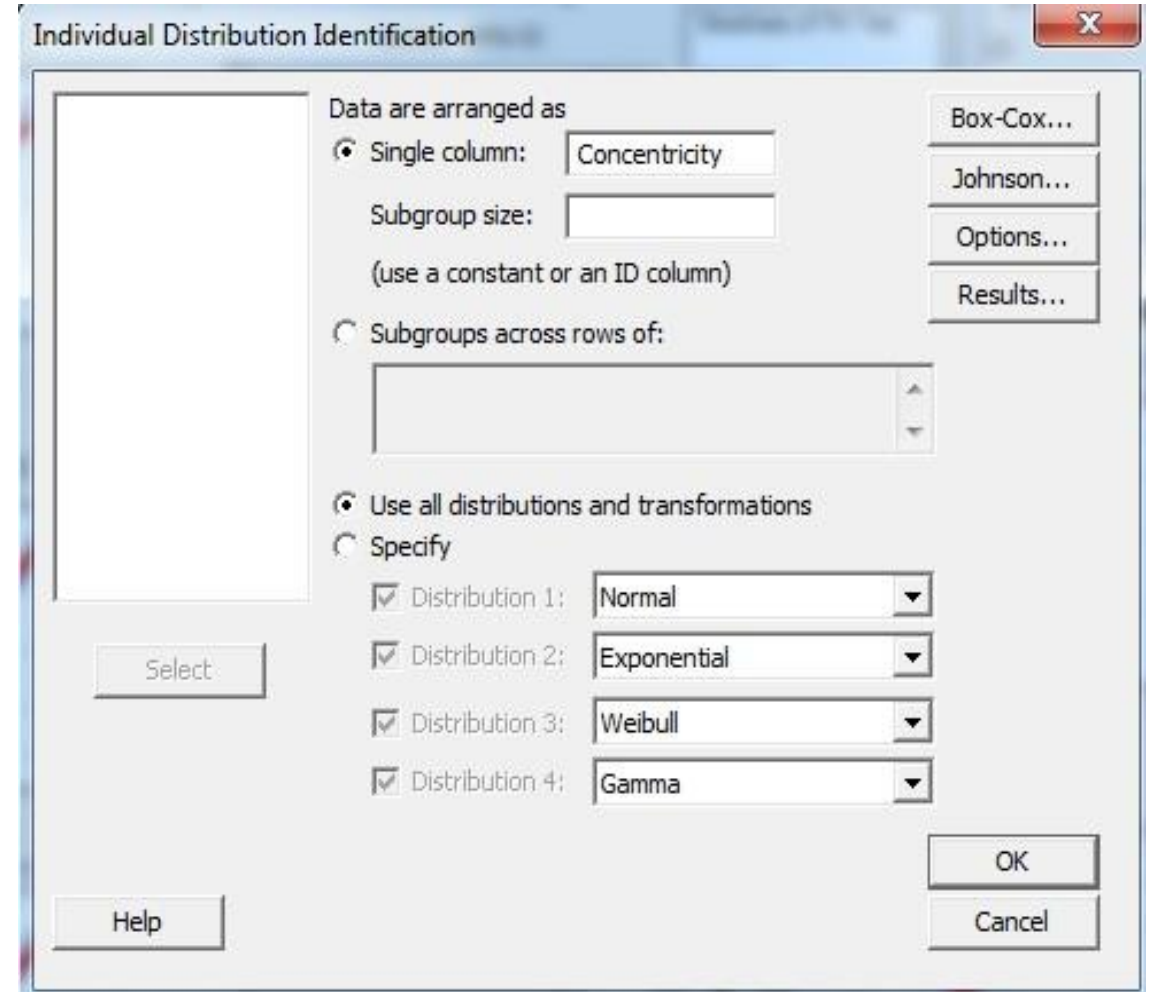 Individual Distribution Identification
Data are arranged as
Single column: Concentricity
Subgroup size:
(use a constant or an ID column)
Subgroups across rows of:
Use all distributions and transformations
Specify
Distribution 1: Normal
Distribution 2: Exponential
Distribution 3: Weibull
Distribution 4: Gamma
Box-Cox...
Johnson...
Options...
Results...
Select
Help
OK
Cancel